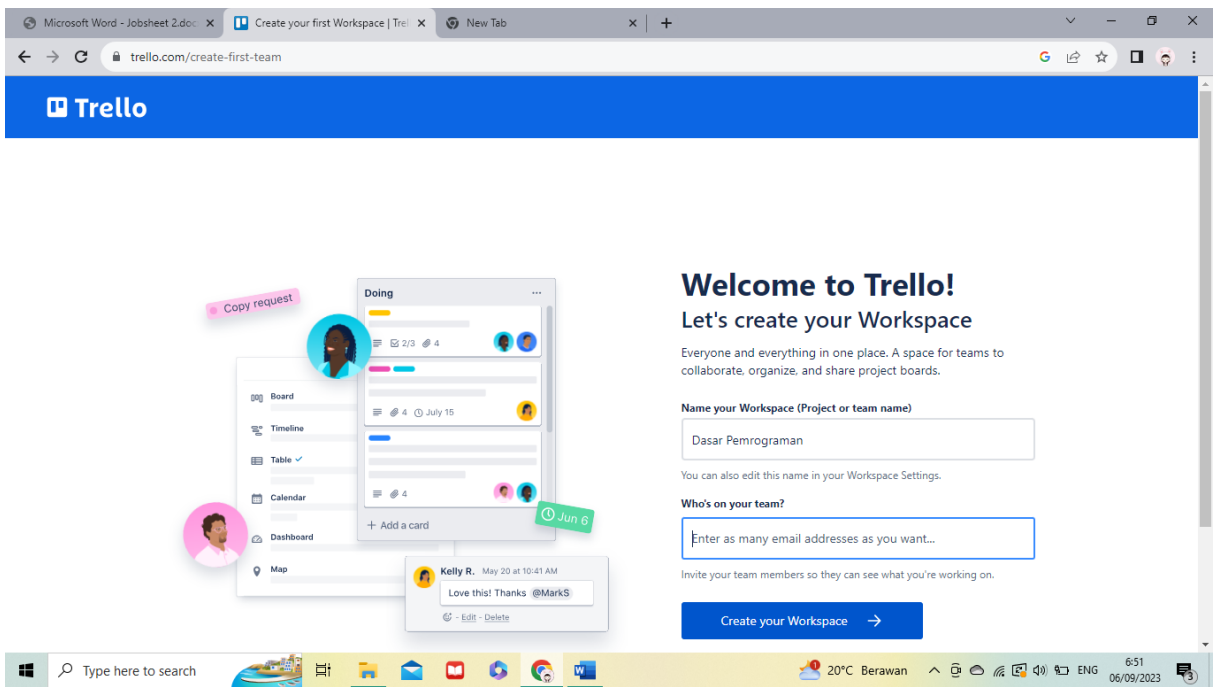 Microsoft Word - Jobsheet 2.doc
Create your first Workspace | Trel
New Tab
trello.com/create-first-team
Trello
Copy request
Doing
2/3 4
4 July 15
4
+ Add a card
Jun 6
Board
Timeline
Table
Calendar
Dashboard
Map
Kelly R. May 20 at 10:41 AM
Love this! Thanks @MarkS
- Edit - Delete
Welcome to Trello!
Let's create your Workspace
Everyone and everything in one place. A space for teams to
collaborate, organize, and share project boards.
Name your Workspace (Project or team name)
Dasar Pemrograman
You can also edit this name in your Workspace Settings.
Who's on your team?
Enter as many email addresses as you want...
Invite your team members so they can see what you're working on.
Create your Workspace
Type here to search
20°C Berawan
ENG
6:51
06/09/2023
3